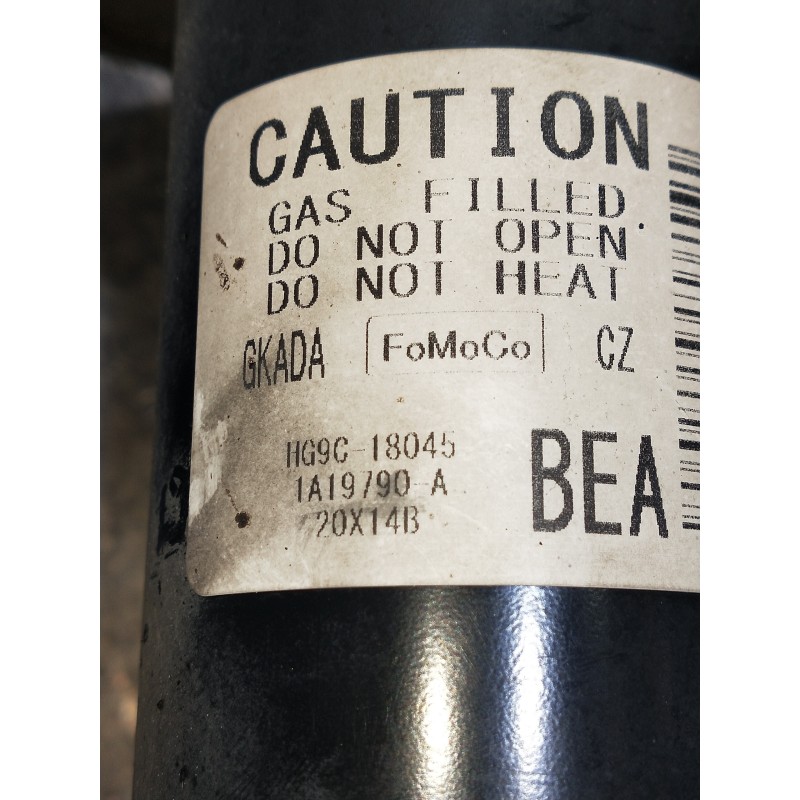 CAUTION
GAS FILLED
DO NOT OPEN
DO NOT HEAT
GKADA FoMoCo CZ
HG9C-18045
1A19790-A
20X14B
BEA